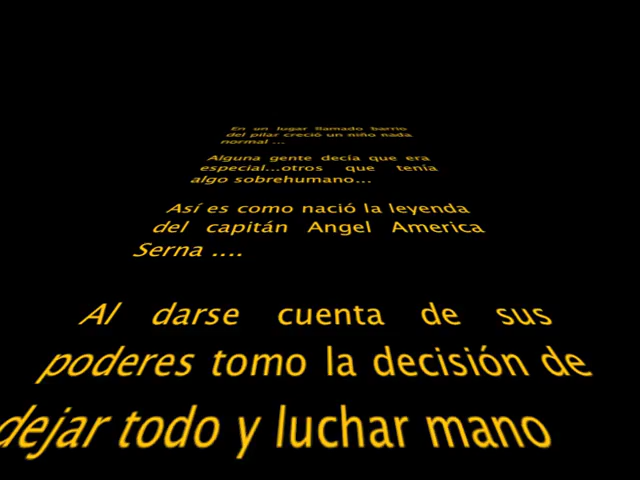 En un lugar llamado barrio
del pilar creció un niño nada
normal ...
Alguna gente decía que era
especial...otros que tenía
algo sobrehumano...
Así es como nació la leyenda
del capitán Angel America
Serna ....
Al darse cuenta de sus
poderes tomo la decisión de
dejar todo y luchar mano